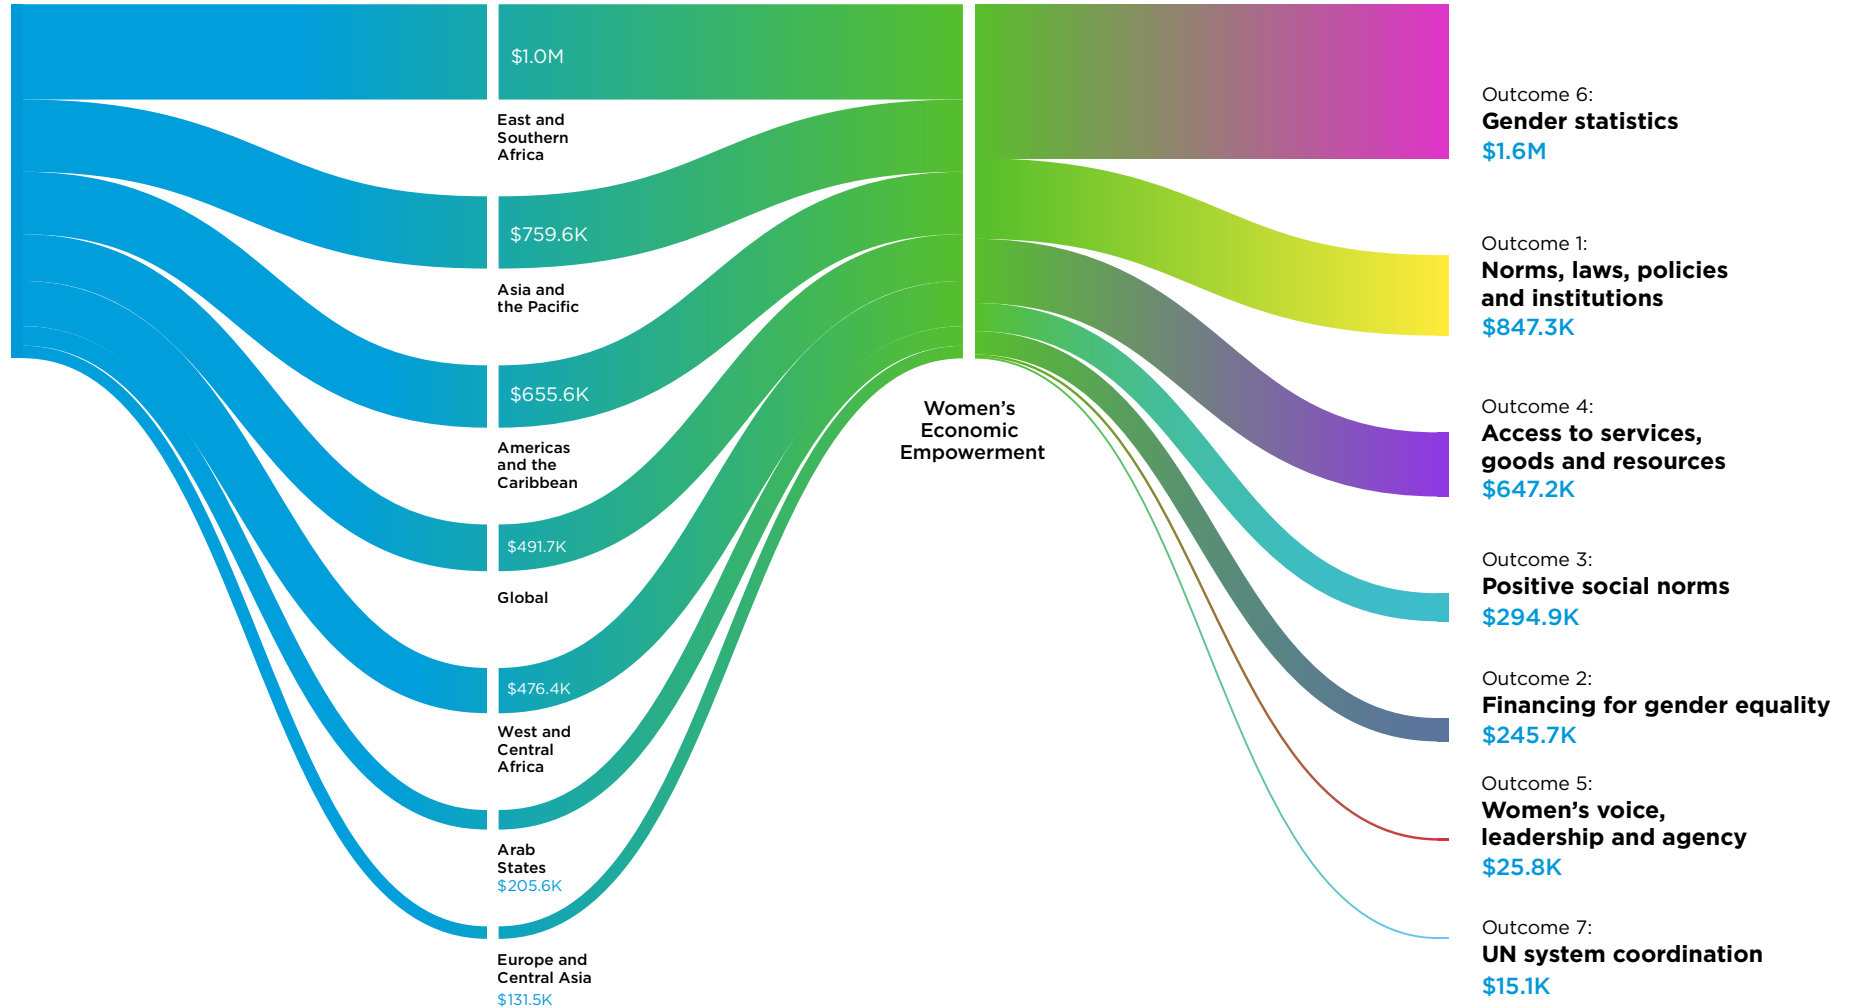 $1.0M
East and
Southern
Africa
$759.6K
Asia and
the Pacific
$655.6K
Americas
and the
Caribbean
$491.7K
Global
$476.4K
West and
Central
Africa
Arab
States
$205.6K
Europe and
Central Asia
$131.5K
Women’s
Economic
Empowerment
Outcome 6:
Gender statistics
$1.6M
Outcome 1:
Norms, laws, policies
and institutions
$847.3K
Outcome 4:
Access to services,
goods and resources
$647.2K
Outcome 3:
Positive social norms
$294.9K
Outcome 2:
Financing for gender equality
$245.7K
Outcome 5:
Women’s voice,
leadership and agency
$25.8K
Outcome 7:
UN system coordination
$15.1K